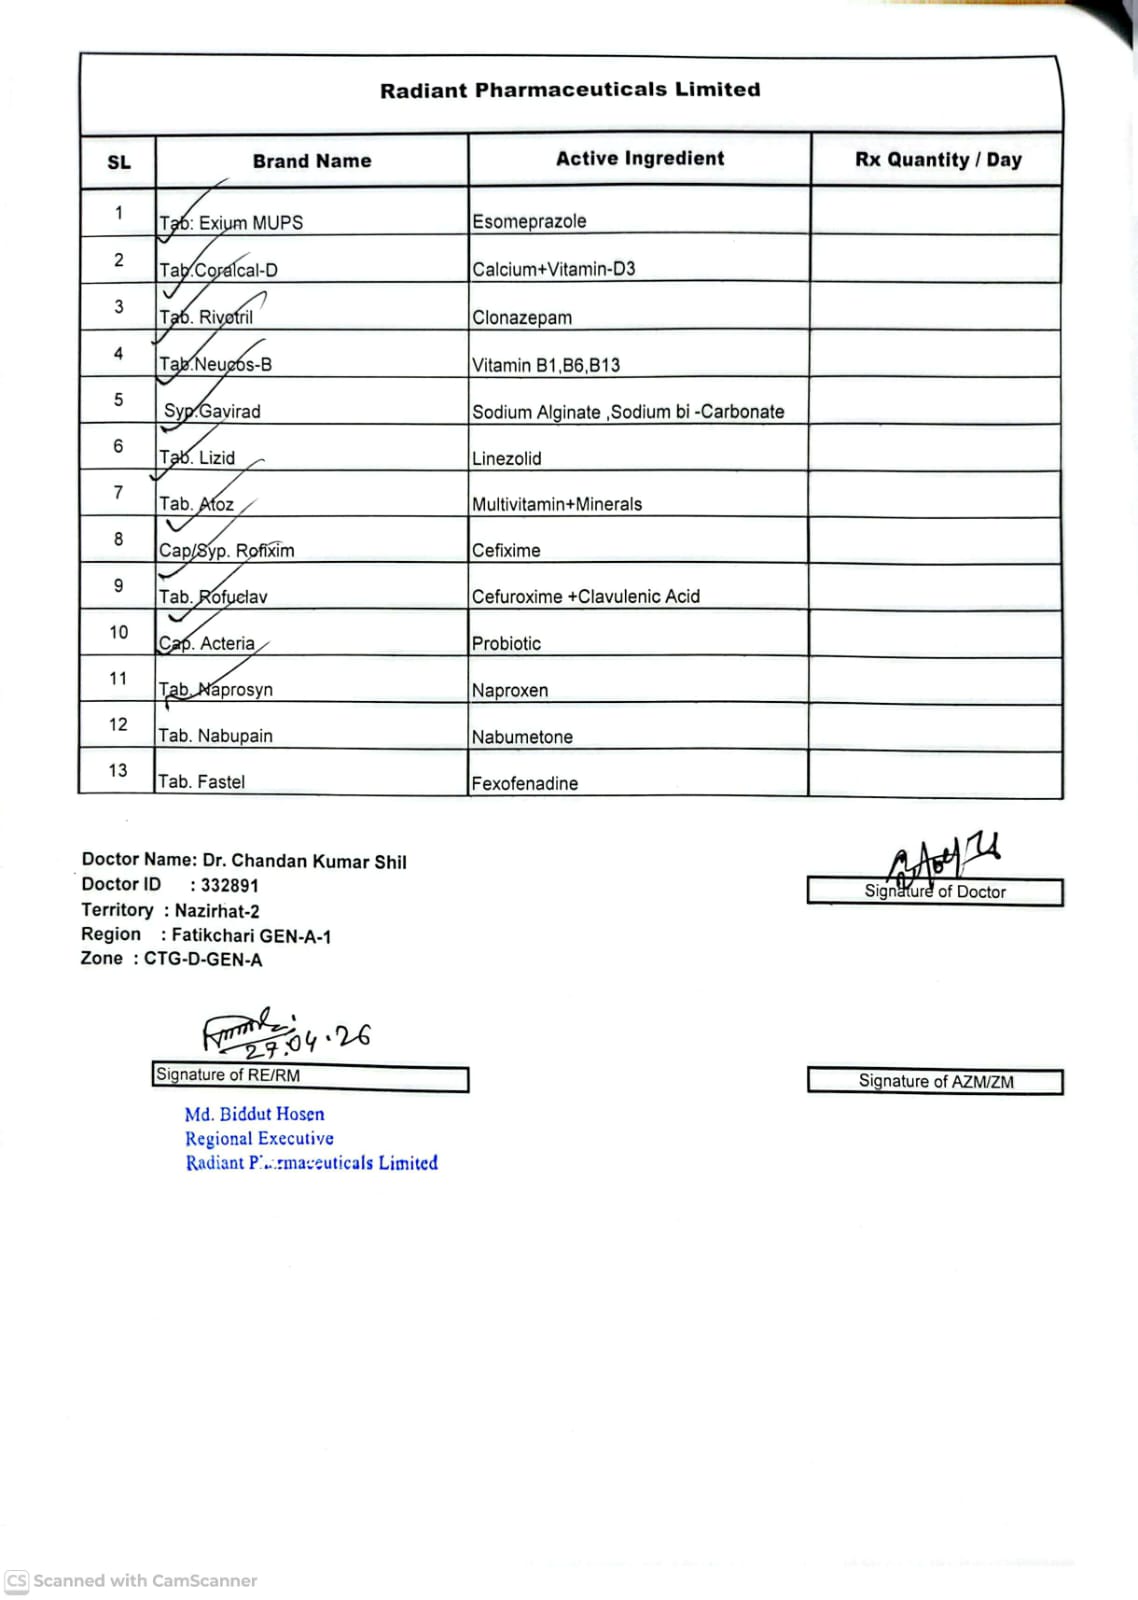 Radiant Pharmaceuticals Limited
SL Brand Name Active Ingredient Rx Quantity / Day
1 Tab: Exium MUPS Esomeprazole
2 Tab.Coralcal-D Calcium+Vitamin-D3
3 Tab. Rivotril Clonazepam
4 Tab.Neucos-B Vitamin B1,B6,B13
5 Syp.Gavirad Sodium Alginate ,Sodium bi -Carbonate
6 Tab. Lizid Linezolid
7 Tab. Atoz Multivitamin+Minerals
8 Cap/Syp. Rofixim Cefixime
9 Tab. Rofuclav Cefuroxime +Clavulenic Acid
10 Cap. Acteria Probiotic
11 Tab. Naprosyn Naproxen
12 Tab. Nabupain Nabumetone
13 Tab. Fastel Fexofenadine
Doctor Name: Dr. Chandan Kumar Shil
Doctor ID : 332891
Territory : Nazirhat-2
Region : Fatikchari GEN-A-1
Zone : CTG-D-GEN-A
Signature of Doctor
27.04.26
Signature of RE/RM
Signature of AZM/ZM
Md. Biddut Hosen
Regional Executive
Radiant Pharmaceuticals Limited
CS Scanned with CamScanner